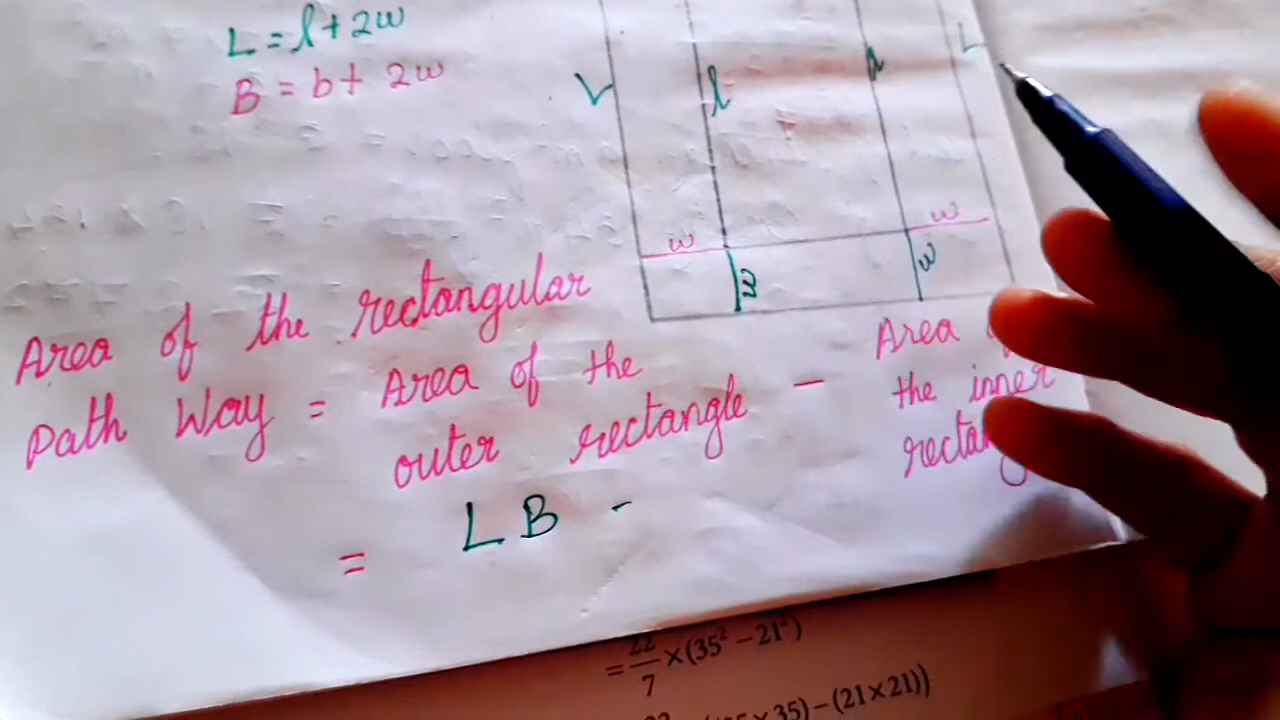 L = l + 2w
B = b + 2w
L
l
l
L
w
w
w
w
Area of the rectangular
Path Way = Area of the
outer rectangle
-
Area
the inner
= LB -
= 22/7 × (35² – 21²)
× 35) – (21 × 21))